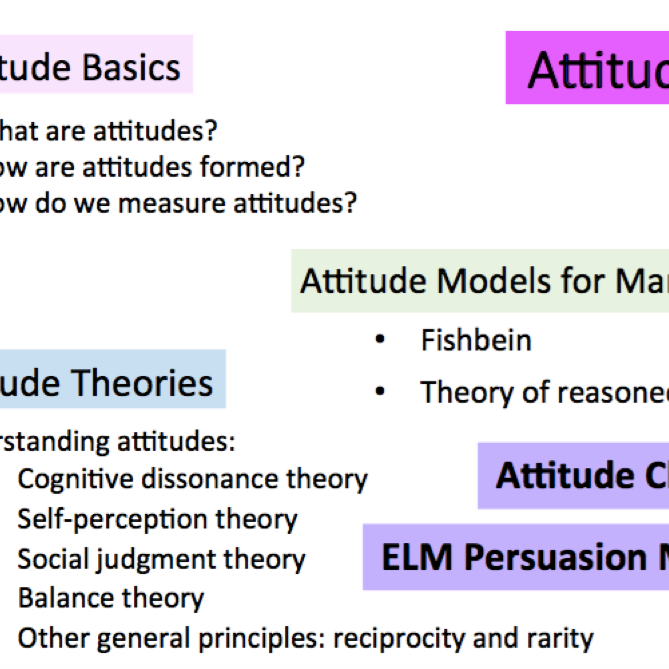 tude Basics
Attitud
hat are attitudes?
ow are attitudes formed?
ow do we measure attitudes?
Attitude Models for Mar
• Fishbein
• Theory of reasoned
ude Theories
rstanding attitudes:
Cognitive dissonance theory
Self-perception theory
Social judgment theory
Balance theory
Other general principles: reciprocity and rarity
Attitude Ch
ELM Persuasion M